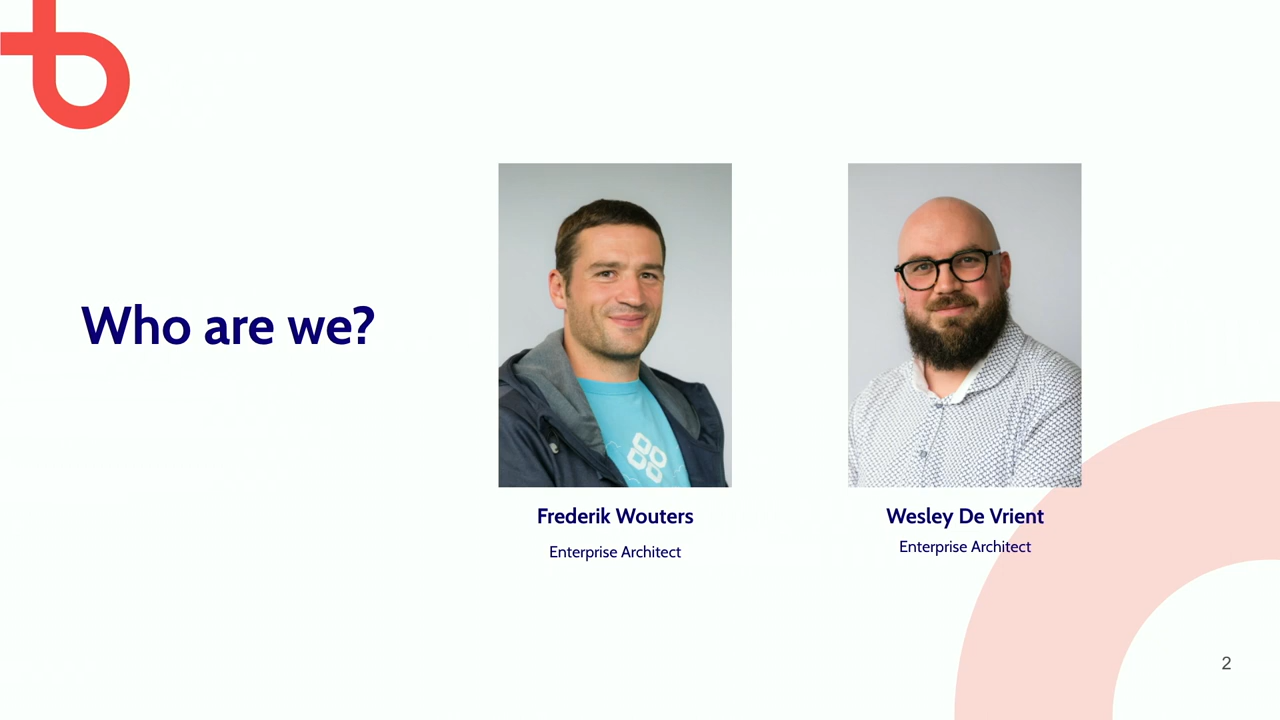 Who are we?
Frederik Wouters
Enterprise Architect
Wesley De Vrient
Enterprise Architect
2